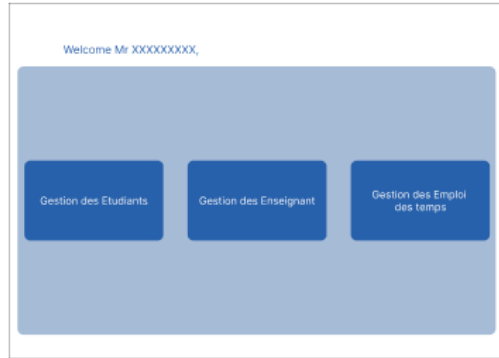 Welcome Mr XXXXXXXXX,
Gestion des Etudiants
Gestion des Enseignant
Gestion des Emploi
des temps